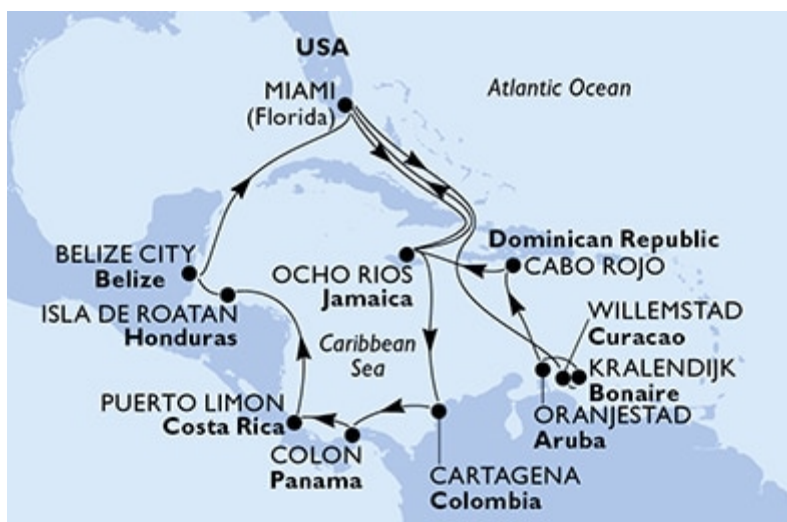 USA
MIAMI
(Florida)
Atlantic Ocean
BELIZE CITY
Belize
ISLA DE ROATAN
Honduras
OCHO RIOS
Jamaica
Dominican Republic
CABO ROJO
WILLEMSTAD
Curacao
KRALENDIJK
Bonaire
ORANJESTAD
Aruba
Caribbean
Sea
PUERTO LIMON
Costa Rica
COLON
Panama
CARTAGENA
Colombia